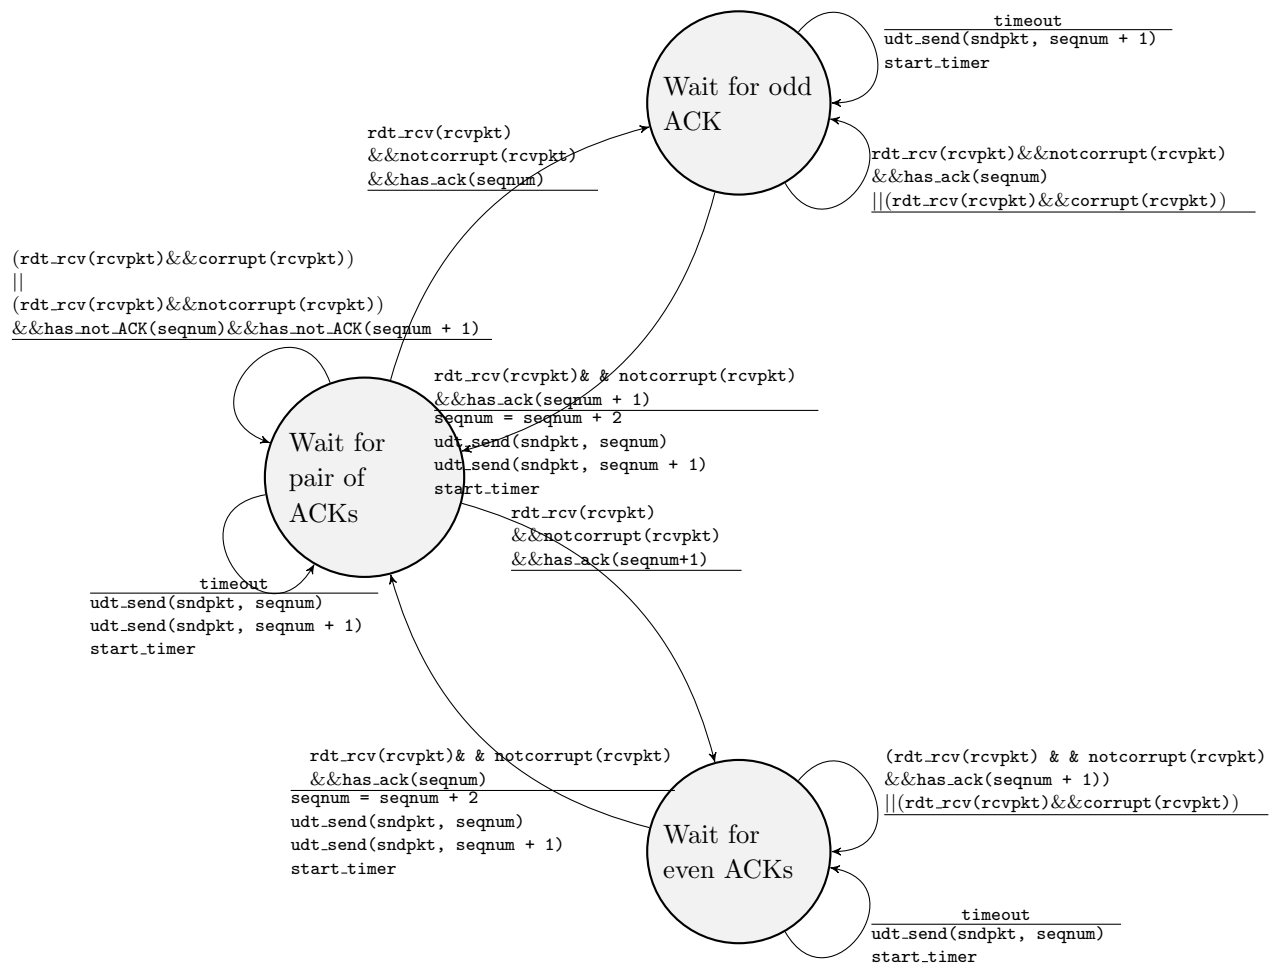 timeout
udt_send(sndpkt, seqnum + 1)
start_timer
Wait for odd
ACK
rdt_rcv(rcvpkt)
&&notcorrupt(rcvpkt)
&&has_ack(seqnum)
rdt_rcv(rcvpkt)&&notcorrupt(rcvpkt)
&&has_ack(seqnum)
||(rdt_rcv(rcvpkt)&&corrupt(rcvpkt))
(rdt_rcv(rcvpkt)&&corrupt(rcvpkt))
||
(rdt_rcv(rcvpkt)&&notcorrupt(rcvpkt))
&&has_not_ACK(seqnum)&&has_not_ACK(seqnum + 1)
rdt_rcv(rcvpkt)& & notcorrupt(rcvpkt)
&&has_ack(seqnum + 1)
seqnum = seqnum + 2
udt_send(sndpkt, seqnum)
udt_send(sndpkt, seqnum + 1)
start_timer
Wait for
pair of
ACKs
rdt_rcv(rcvpkt)
&&notcorrupt(rcvpkt)
&&has_ack(seqnum+1)
timeout
udt_send(sndpkt, seqnum)
udt_send(sndpkt, seqnum + 1)
start_timer
rdt_rcv(rcvpkt)& & notcorrupt(rcvpkt)
&&has_ack(seqnum)
seqnum = seqnum + 2
udt_send(sndpkt, seqnum)
udt_send(sndpkt, seqnum + 1)
start_timer
(rdt_rcv(rcvpkt) & & notcorrupt(rcvpkt)
&&has_ack(seqnum + 1))
||(rdt_rcv(rcvpkt)&&corrupt(rcvpkt))
Wait for
even ACKs
timeout
udt_send(sndpkt, seqnum)
start_timer